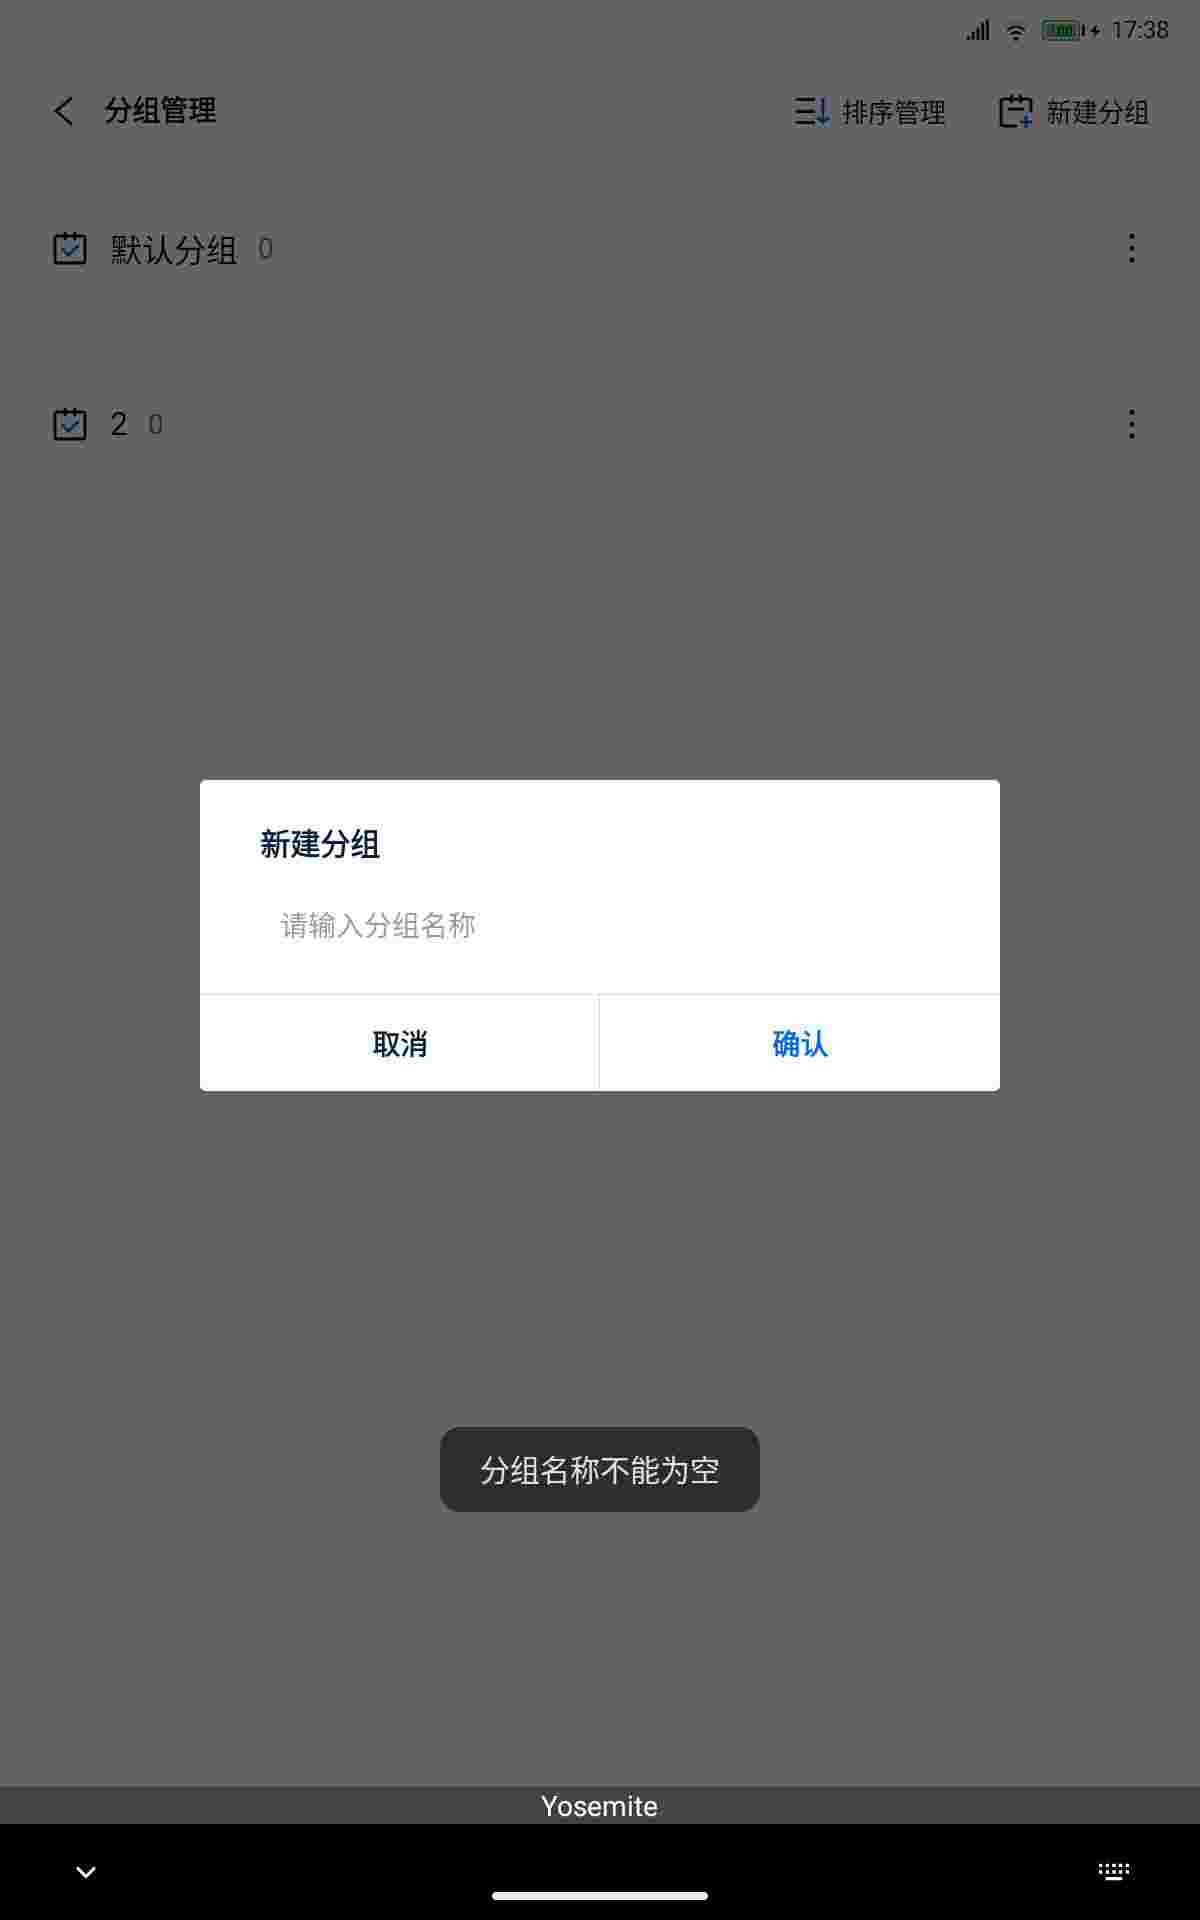 17:38
分组管理
排序管理
新建分组
默认分组 0
2 0
新建分组
请输入分组名称
取消
确认
分组名称不能为空
Yosemite